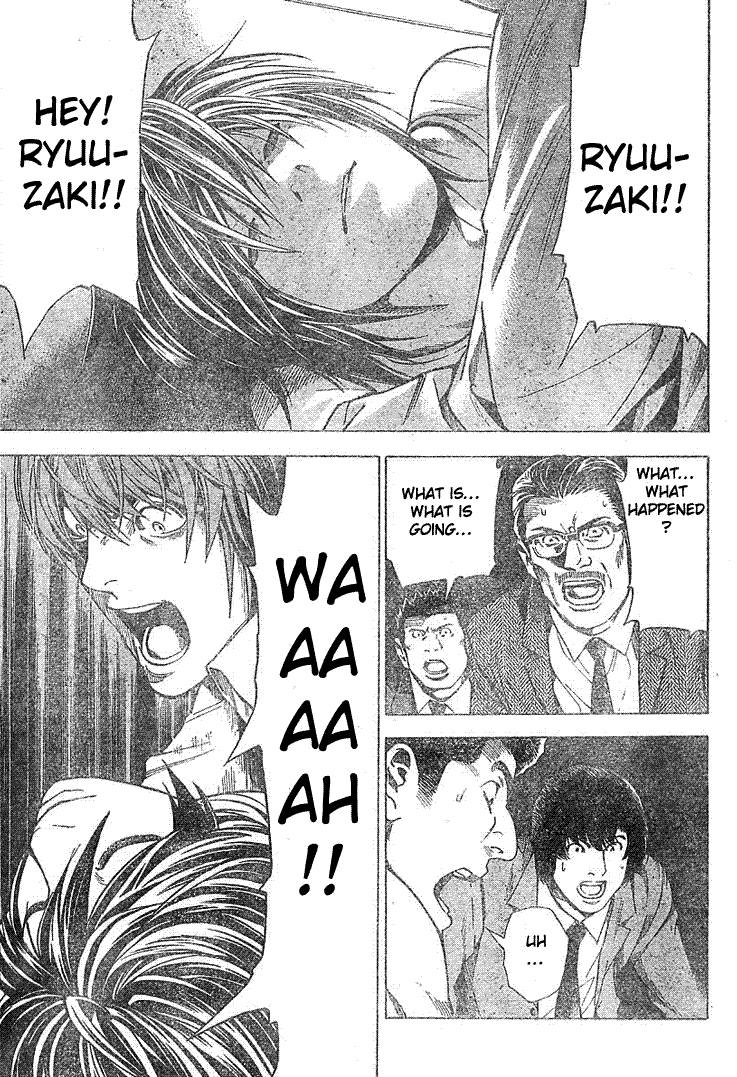 RYUU-
ZAKI!!
HEY!
RYUU-
ZAKI!!
WHAT...
WHAT
HAPPENED
?
WHAT IS...
WHAT IS
GOING...
UH
...
WA
AA
AA
AH
!!